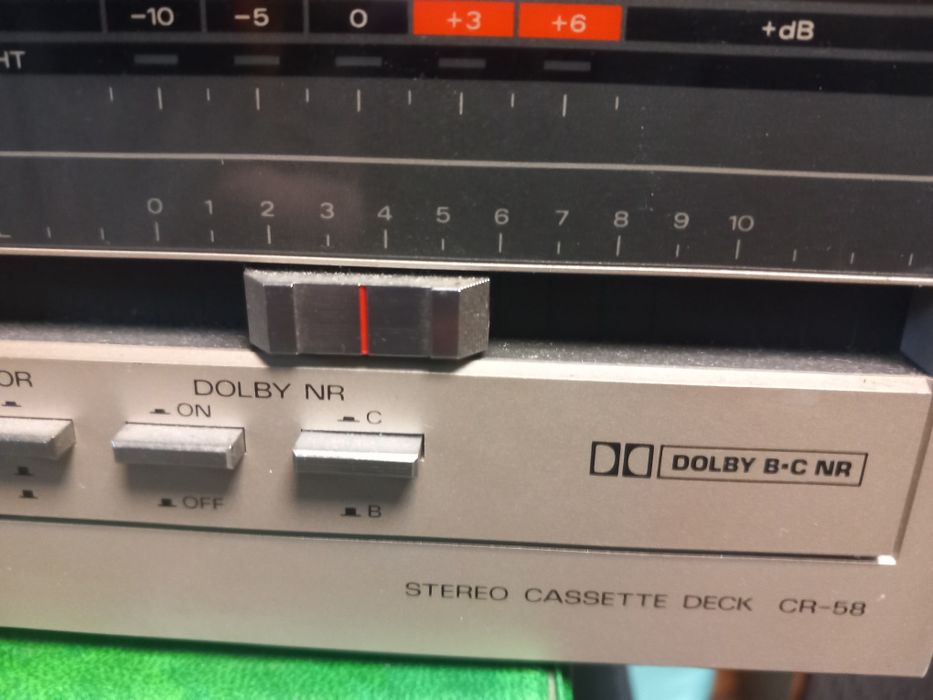 -10 -5 0 +3 +6 +dB
HT
0 1 2 3 4 5 6 7 8 9 10
OR
DOLBY NR
ON C
DOLBY B·C NR
OFF B
STEREO CASSETTE DECK CR-58